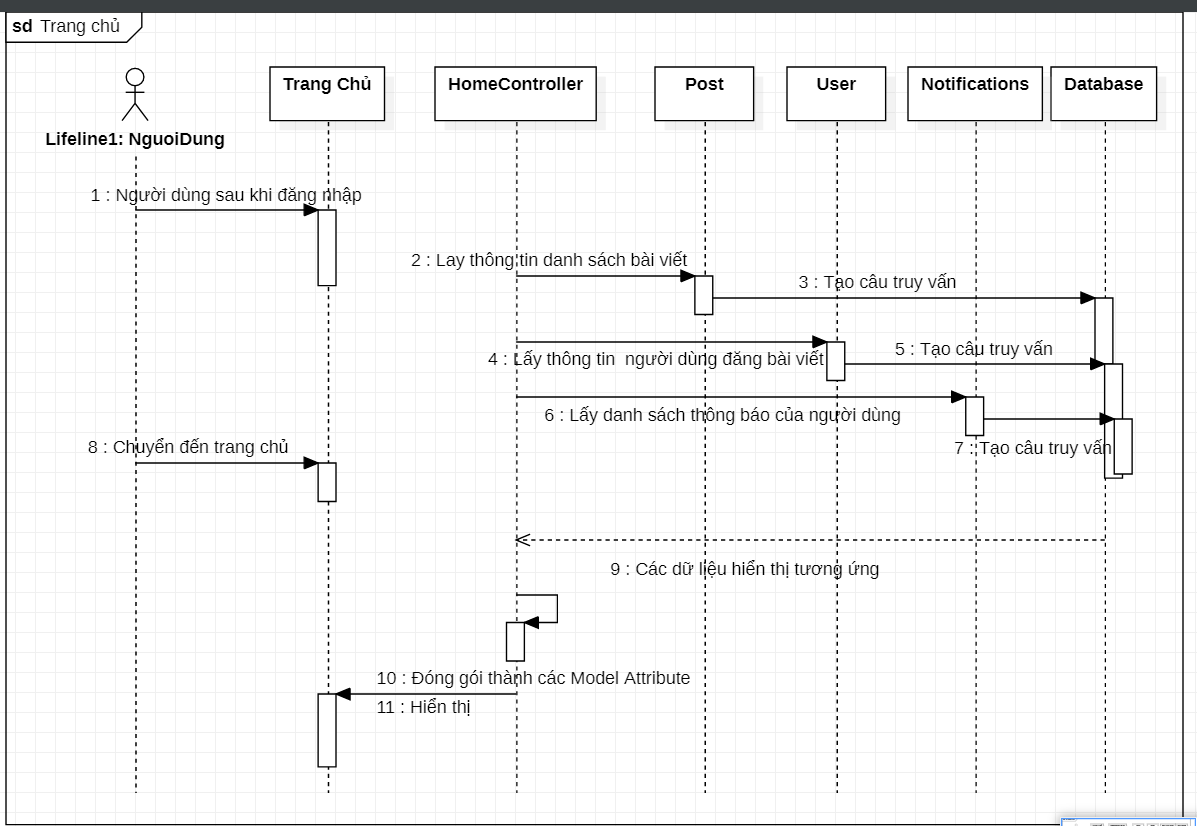 sd Trang chủ
Trang Chủ
HomeController
Post
User
Notifications
Database
Lifeline1: NguoiDung
1 : Người dùng sau khi đăng nhập
2 : Lay thông tin danh sách bài viết
3 : Tạo câu truy vấn
4 : Lấy thông tin người dùng đăng bài viết
5 : Tạo câu truy vấn
6 : Lấy danh sách thông báo của người dùng
7 : Tạo câu truy vấn
8 : Chuyển đến trang chủ
9 : Các dữ liệu hiển thị tương ứng
10 : Đóng gói thành các Model Attribute
11 : Hiển thị